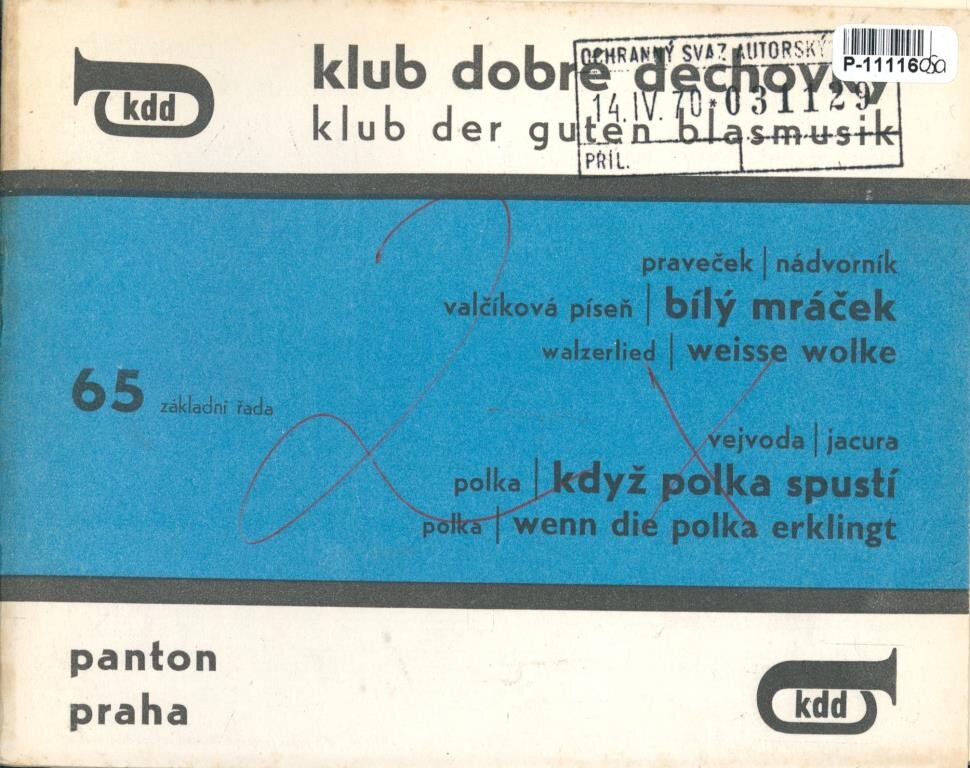 kdd
klub dobré dechovky
klub der guten blasmusik
OCHRANNÝ SVAZ AUTORSKÝ
14.IV.70*031129
PŘÍL.
P-11116
praveček | nádvorník
valčíková píseň | bílý mráček
walzerlied | weisse wolke
65 základní řada
vejvoda | jacura
polka | když polka spustí
polka | wenn die polka erklingt
panton
praha
kdd